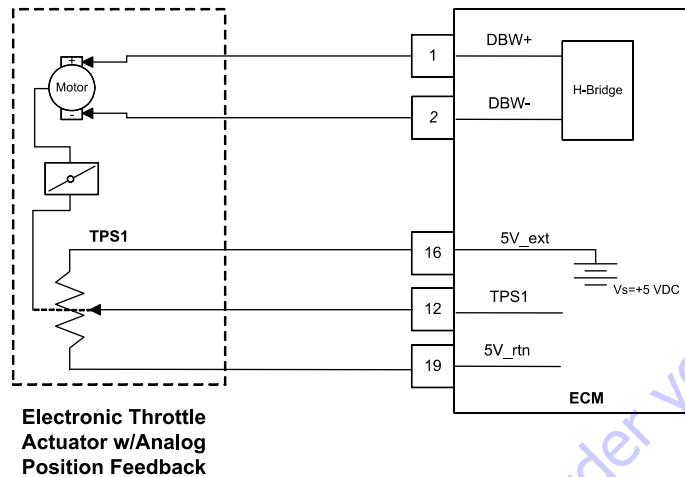 +
Motor
-
1
DBW+
H-Bridge
2
DBW-
TPS1
16
5V_ext
Vs=+5 VDC
12
TPS1
19
5V_rtn
ECM
Electronic Throttle
Actuator w/Analog
Position Feedback